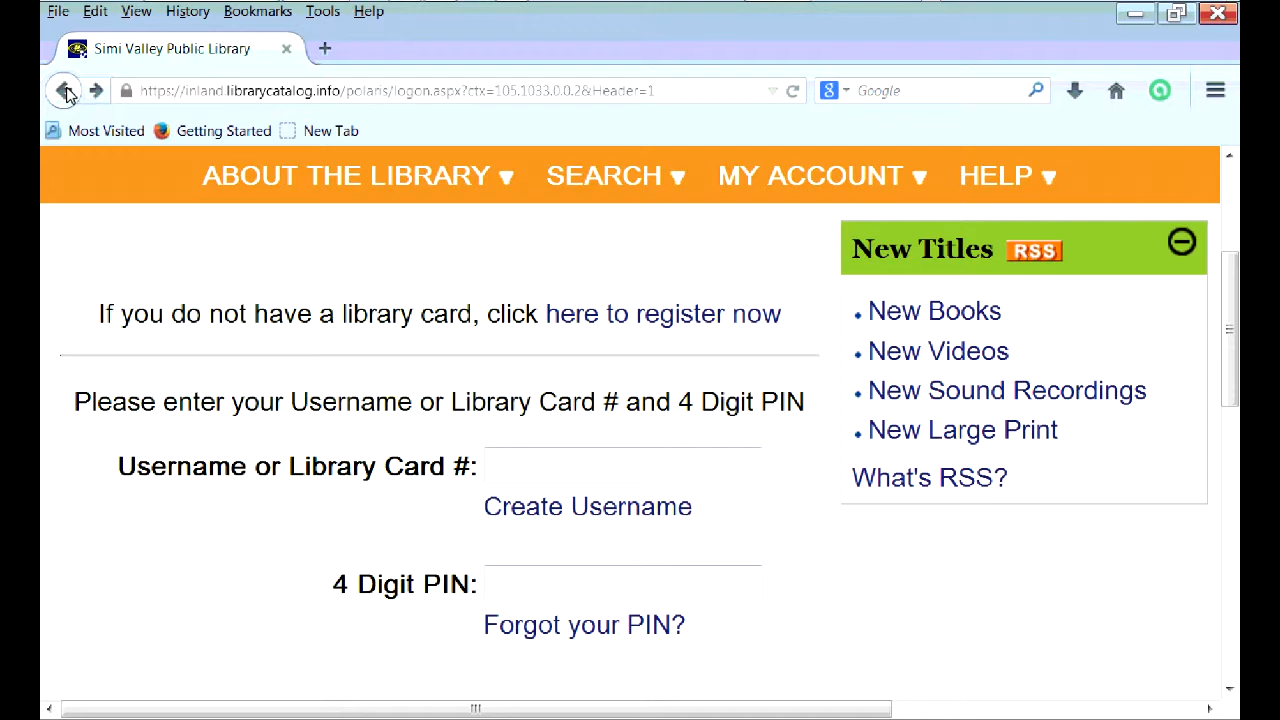 File Edit View History Bookmarks Tools Help
Simi Valley Public Library
https://inland.librarycatalog.info/polaris/logon.aspx?ctx=105.1033.0.0.2&Header=1
Google
Most Visited Getting Started New Tab
ABOUT THE LIBRARY SEARCH MY ACCOUNT HELP
If you do not have a library card, click here to register now
Please enter your Username or Library Card # and 4 Digit PIN
Username or Library Card #:
Create Username
4 Digit PIN:
Forgot your PIN?
New Titles RSS
New Books
New Videos
New Sound Recordings
New Large Print
What's RSS?